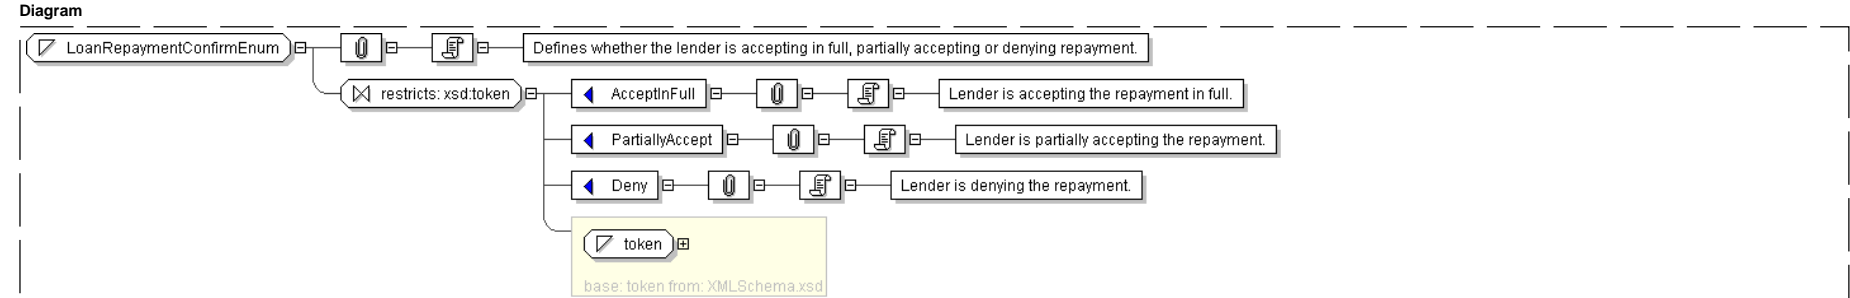 Diagram
LoanRepaymentConfirmEnum Defines whether the lender is accepting in full, partially accepting or denying repayment.
restricts: xsd:token AcceptInFull Lender is accepting the repayment in full.
PartiallyAccept Lender is partially accepting the repayment.
Deny Lender is denying the repayment.
token
base: token from: XMLSchema.xsd